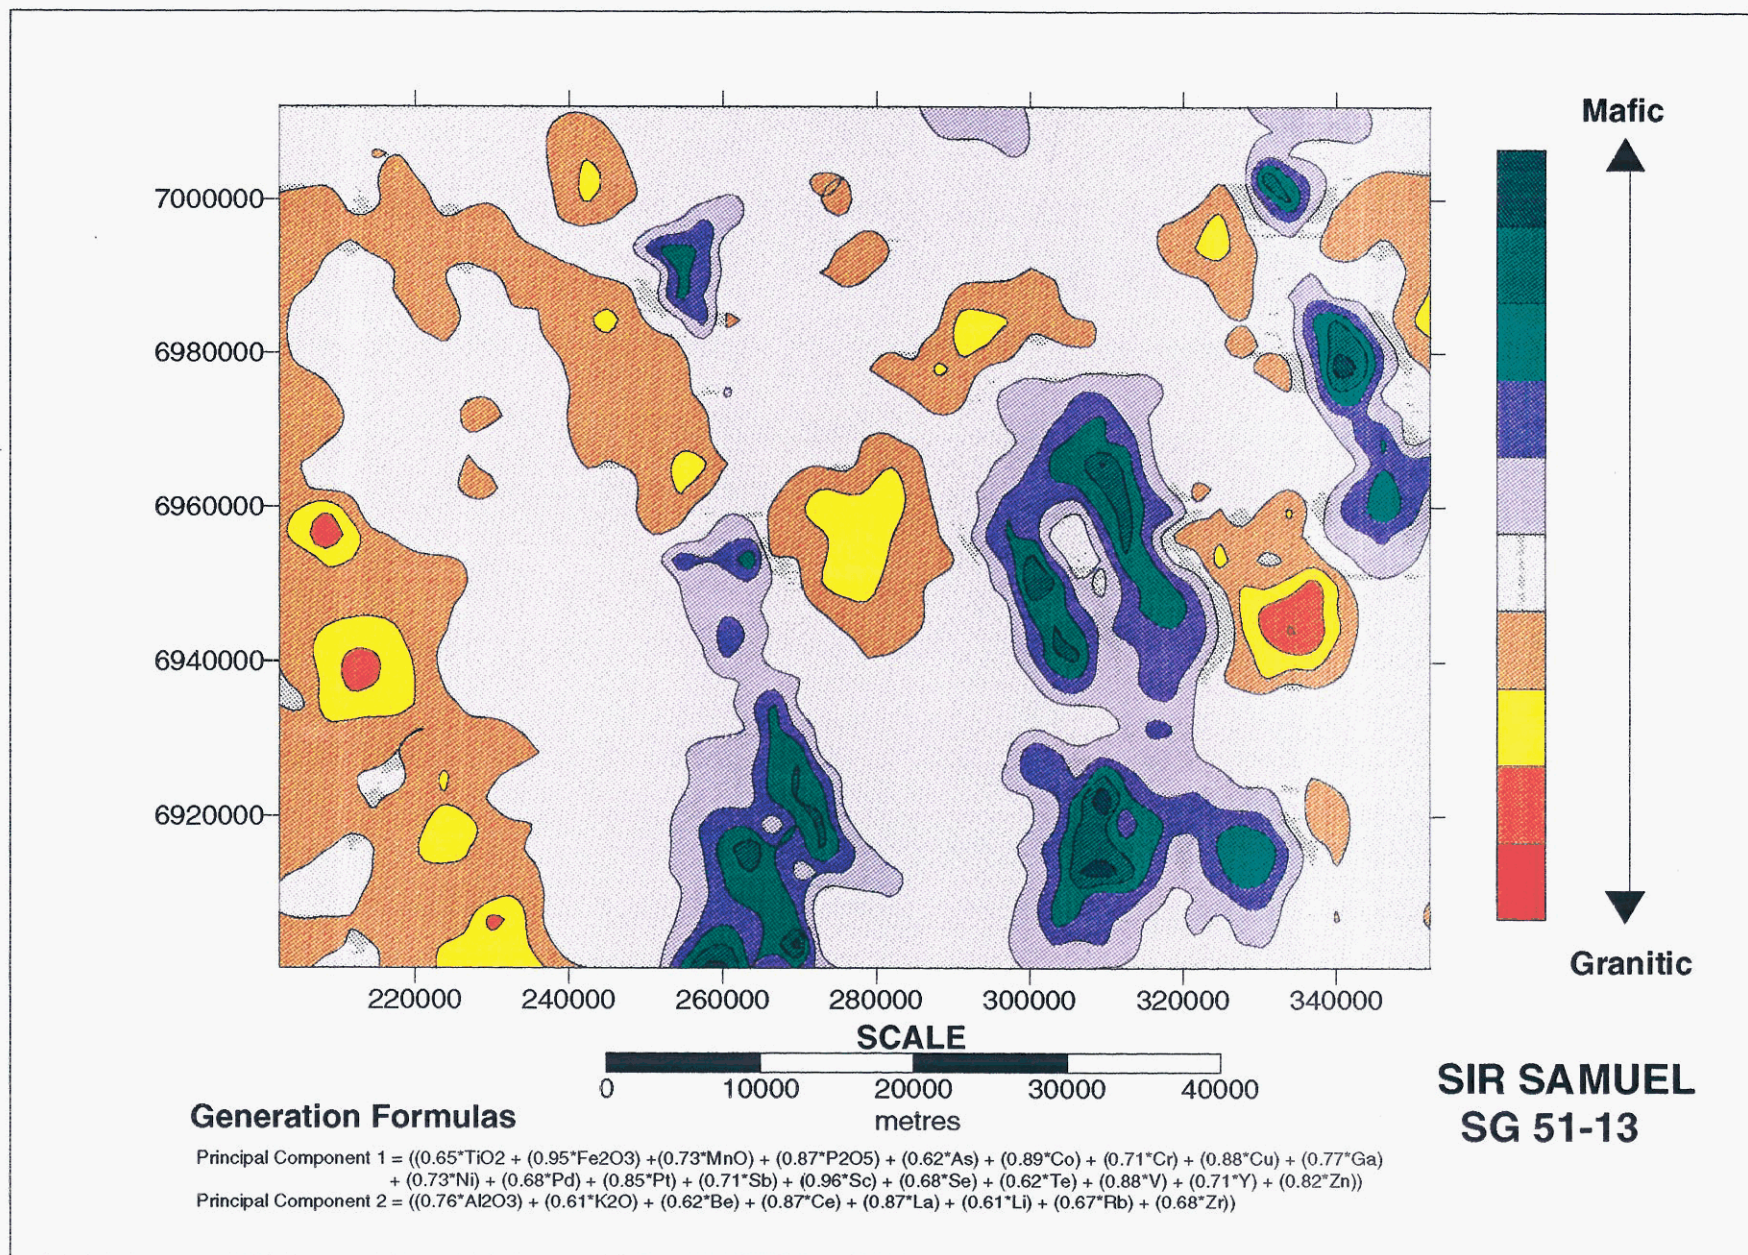 Mafic
7000000
6980000
6960000
6940000
6920000
220000 240000 260000 280000 300000 320000 340000
Granitic
SCALE
0 10000 20000 30000 40000
metres
SIR SAMUEL
SG 51-13
Generation Formulas
Principal Component 1 = ((0.65*TiO2 + (0.95*Fe2O3) +(0.73*MnO) + (0.87*P2O5) + (0.62*As) + (0.89*Co) + (0.71*Cr) + (0.88*Cu) + (0.77*Ga)
+ (0.73*Ni) + (0.68*Pd) + (0.85*Pt) + (0.71*Sb) + (0.96*Sc) + (0.68*Se) + (0.62*Te) + (0.88*V) + (0.71*Y) + (0.82*Zn))
Principal Component 2 = ((0.76*Al2O3) + (0.61*K2O) + (0.62*Be) + (0.87*Ce) + (0.87*La) + (0.61*Li) + (0.67*Rb) + (0.68*Zr))